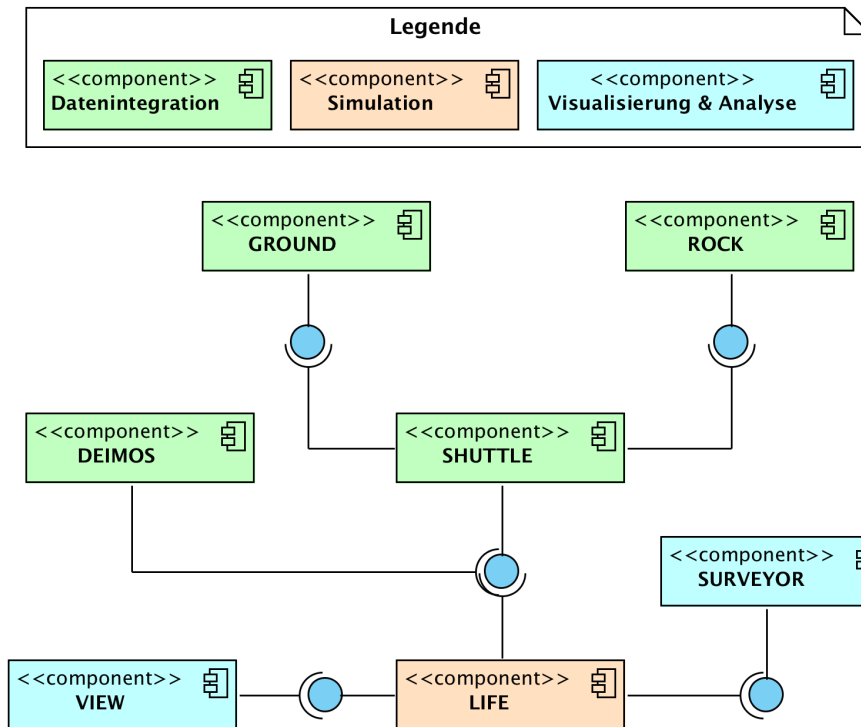 Legende
<<component>>
Datenintegration
<<component>>
Simulation
<<component>>
Visualisierung & Analyse
<<component>>
GROUND
<<component>>
ROCK
<<component>>
DEIMOS
<<component>>
SHUTTLE
<<component>>
SURVEYOR
<<component>>
VIEW
<<component>>
LIFE